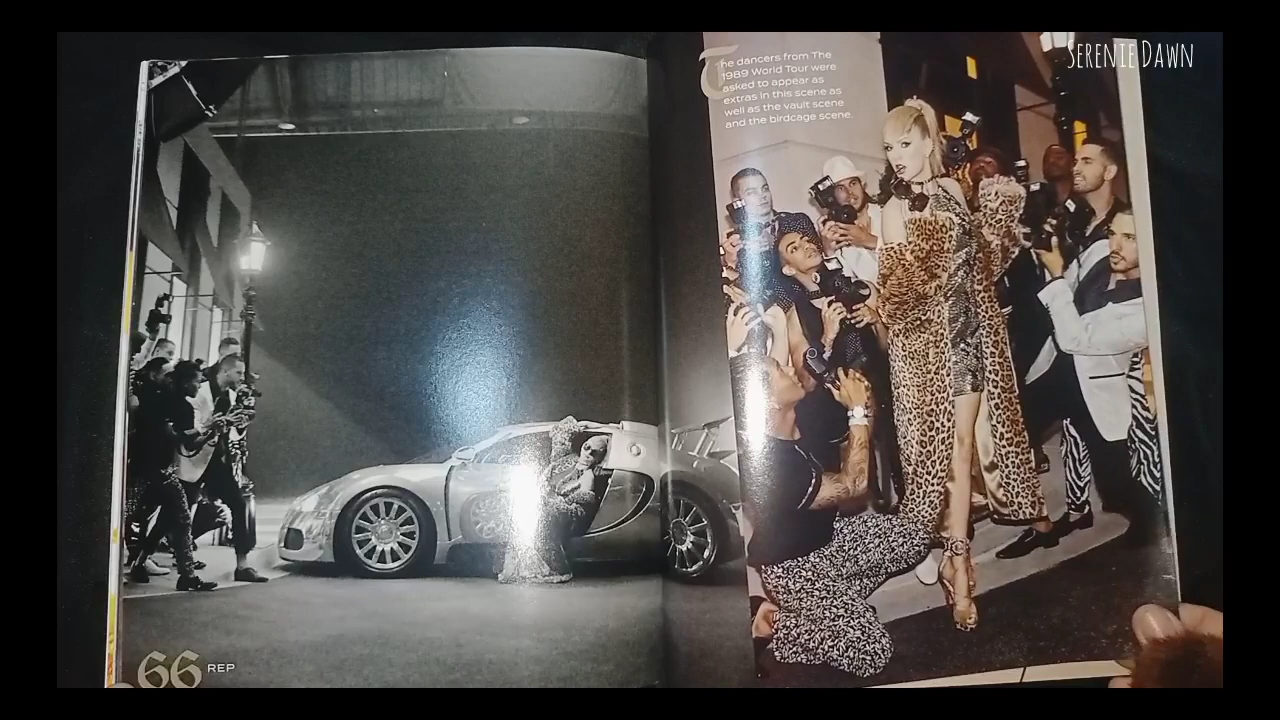 SERENIE DAWN
The dancers from The
1989 World Tour were
asked to appear as
extras in this scene as
well as the vault scene
and the birdcage scene.
66 REP